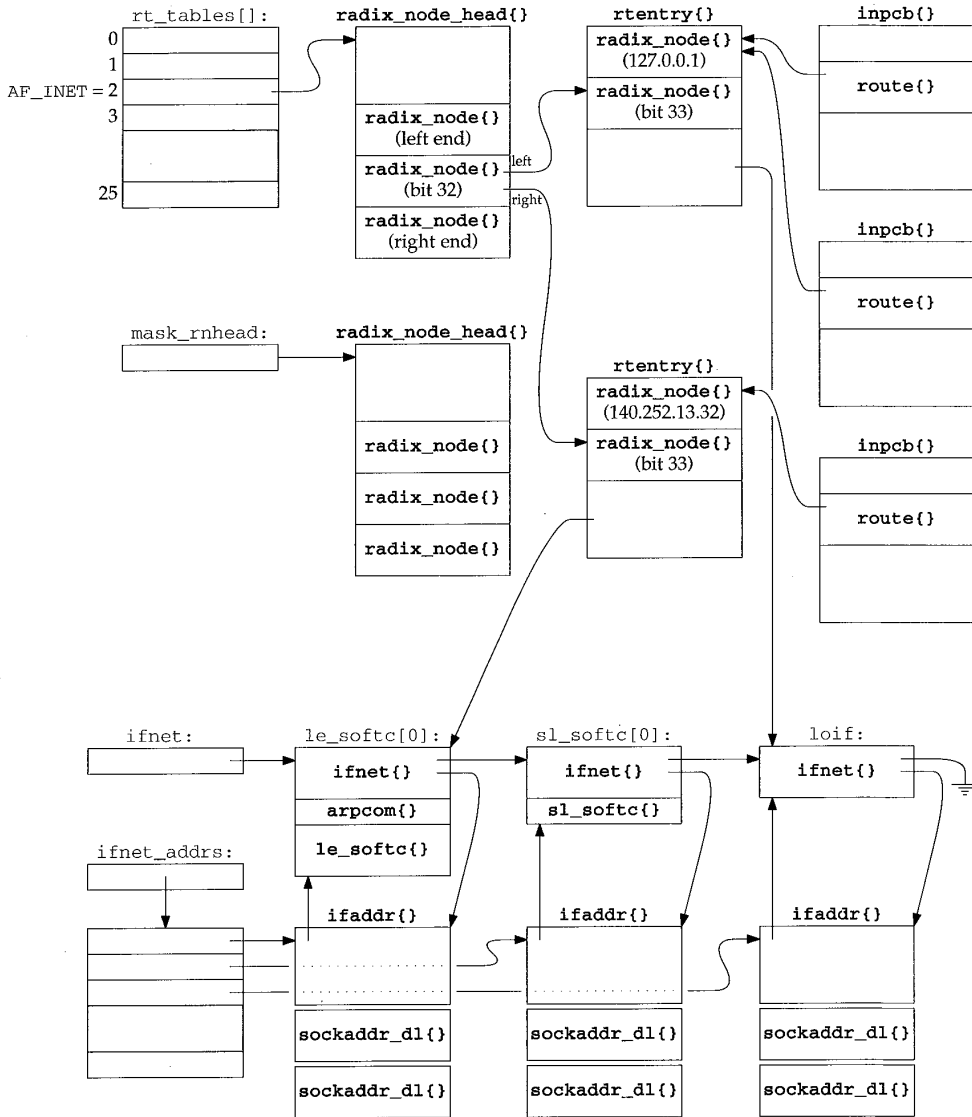 rt_tables[]:
radix_node_head{}
rtentry{}
inpcb{}
0
1
AF_INET = 2
3
25
radix_node{}
(left end)
radix_node{}
(bit 32)
radix_node{}
(right end)
left
right
radix_node{}
(127.0.0.1)
radix_node{}
(bit 33)
route{}
inpcb{}
route{}
mask_rnhead:
radix_node_head{}
radix_node{}
radix_node{}
radix_node{}
rtentry{}
radix_node{}
(140.252.13.32)
radix_node{}
(bit 33)
inpcb{}
route{}
ifnet:
le_softc[0]:
sl_softc[0]:
loif:
ifnet{}
arpcom{}
le_softc{}
ifnet{}
sl_softc{}
ifnet{}
ifnet_addrs:
ifaddr{}
ifaddr{}
ifaddr{}
sockaddr_dl{}
sockaddr_dl{}
sockaddr_dl{}
sockaddr_dl{}
sockaddr_dl{}
sockaddr_dl{}